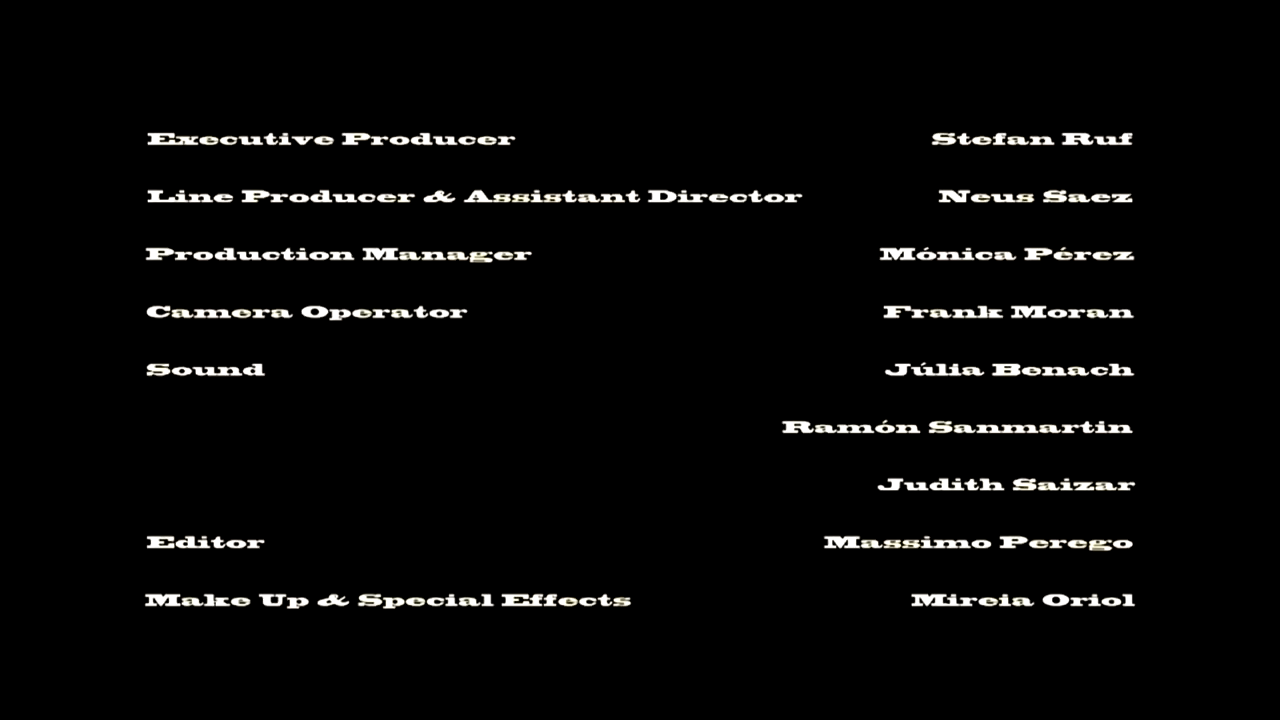 Executive Producer Stefan Ruf
Line Producer & Assistant Director Neus Saez
Production Manager Mónica Pérez
Camera Operator Frank Moran
Sound Júlia Benach
Ramón Sanmartin
Judith Saizar
Editor Massimo Perego
Make Up & Special Effects Mireia Oriol